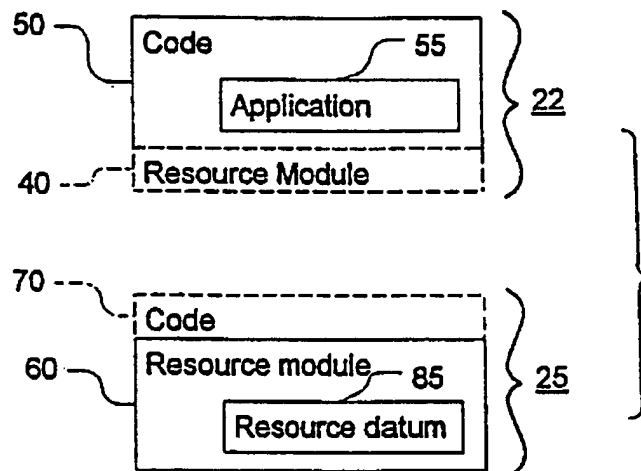 50
Code
55
Application
22
40
Resource Module
70
Code
Resource module
60
85
25
Resource datum